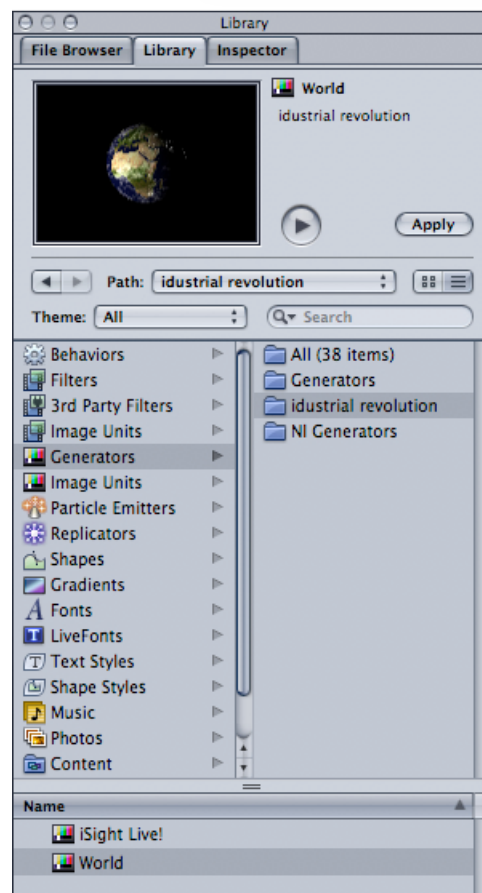 Library
File Browser Library Inspector
World
idustrial revolution
Apply
Path: idustrial revolution
Theme: All Search
Behaviors
Filters
3rd Party Filters
Image Units
Generators
Image Units
Particle Emitters
Replicators
Shapes
Gradients
Fonts
LiveFonts
Text Styles
Shape Styles
Music
Photos
Content
All (38 items)
Generators
idustrial revolution
NI Generators
Name
iSight Live!
World